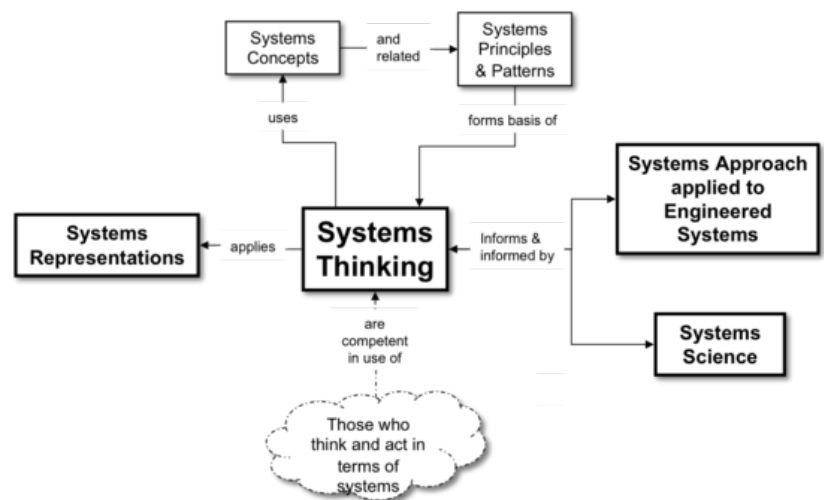 Systems
Concepts
and
related
Systems
Principles
& Patterns
uses
forms basis of
Systems Approach
applied to
Engineered
Systems
Systems
Representations
applies
Systems
Thinking
Informs &
informed by
Systems
Science
are
competent
in use of
Those who
think and act in
terms of
systems